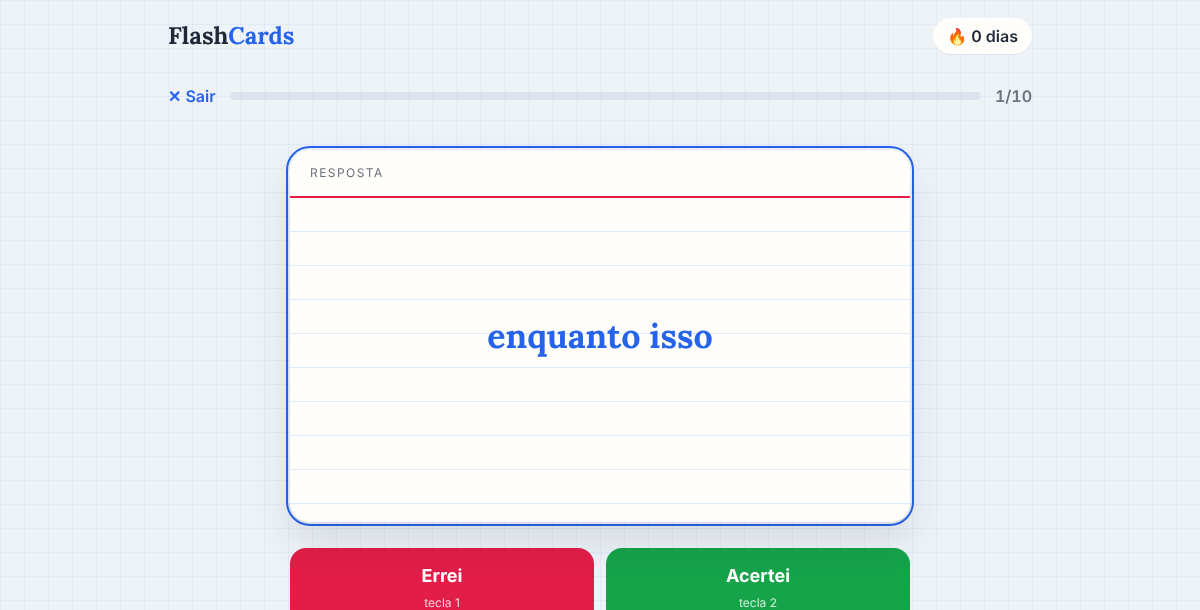 FlashCards
🔥 0 dias
✕ Sair
1/10
RESPOSTA
enquanto isso
Errei
tecla 1
Acertei
tecla 2